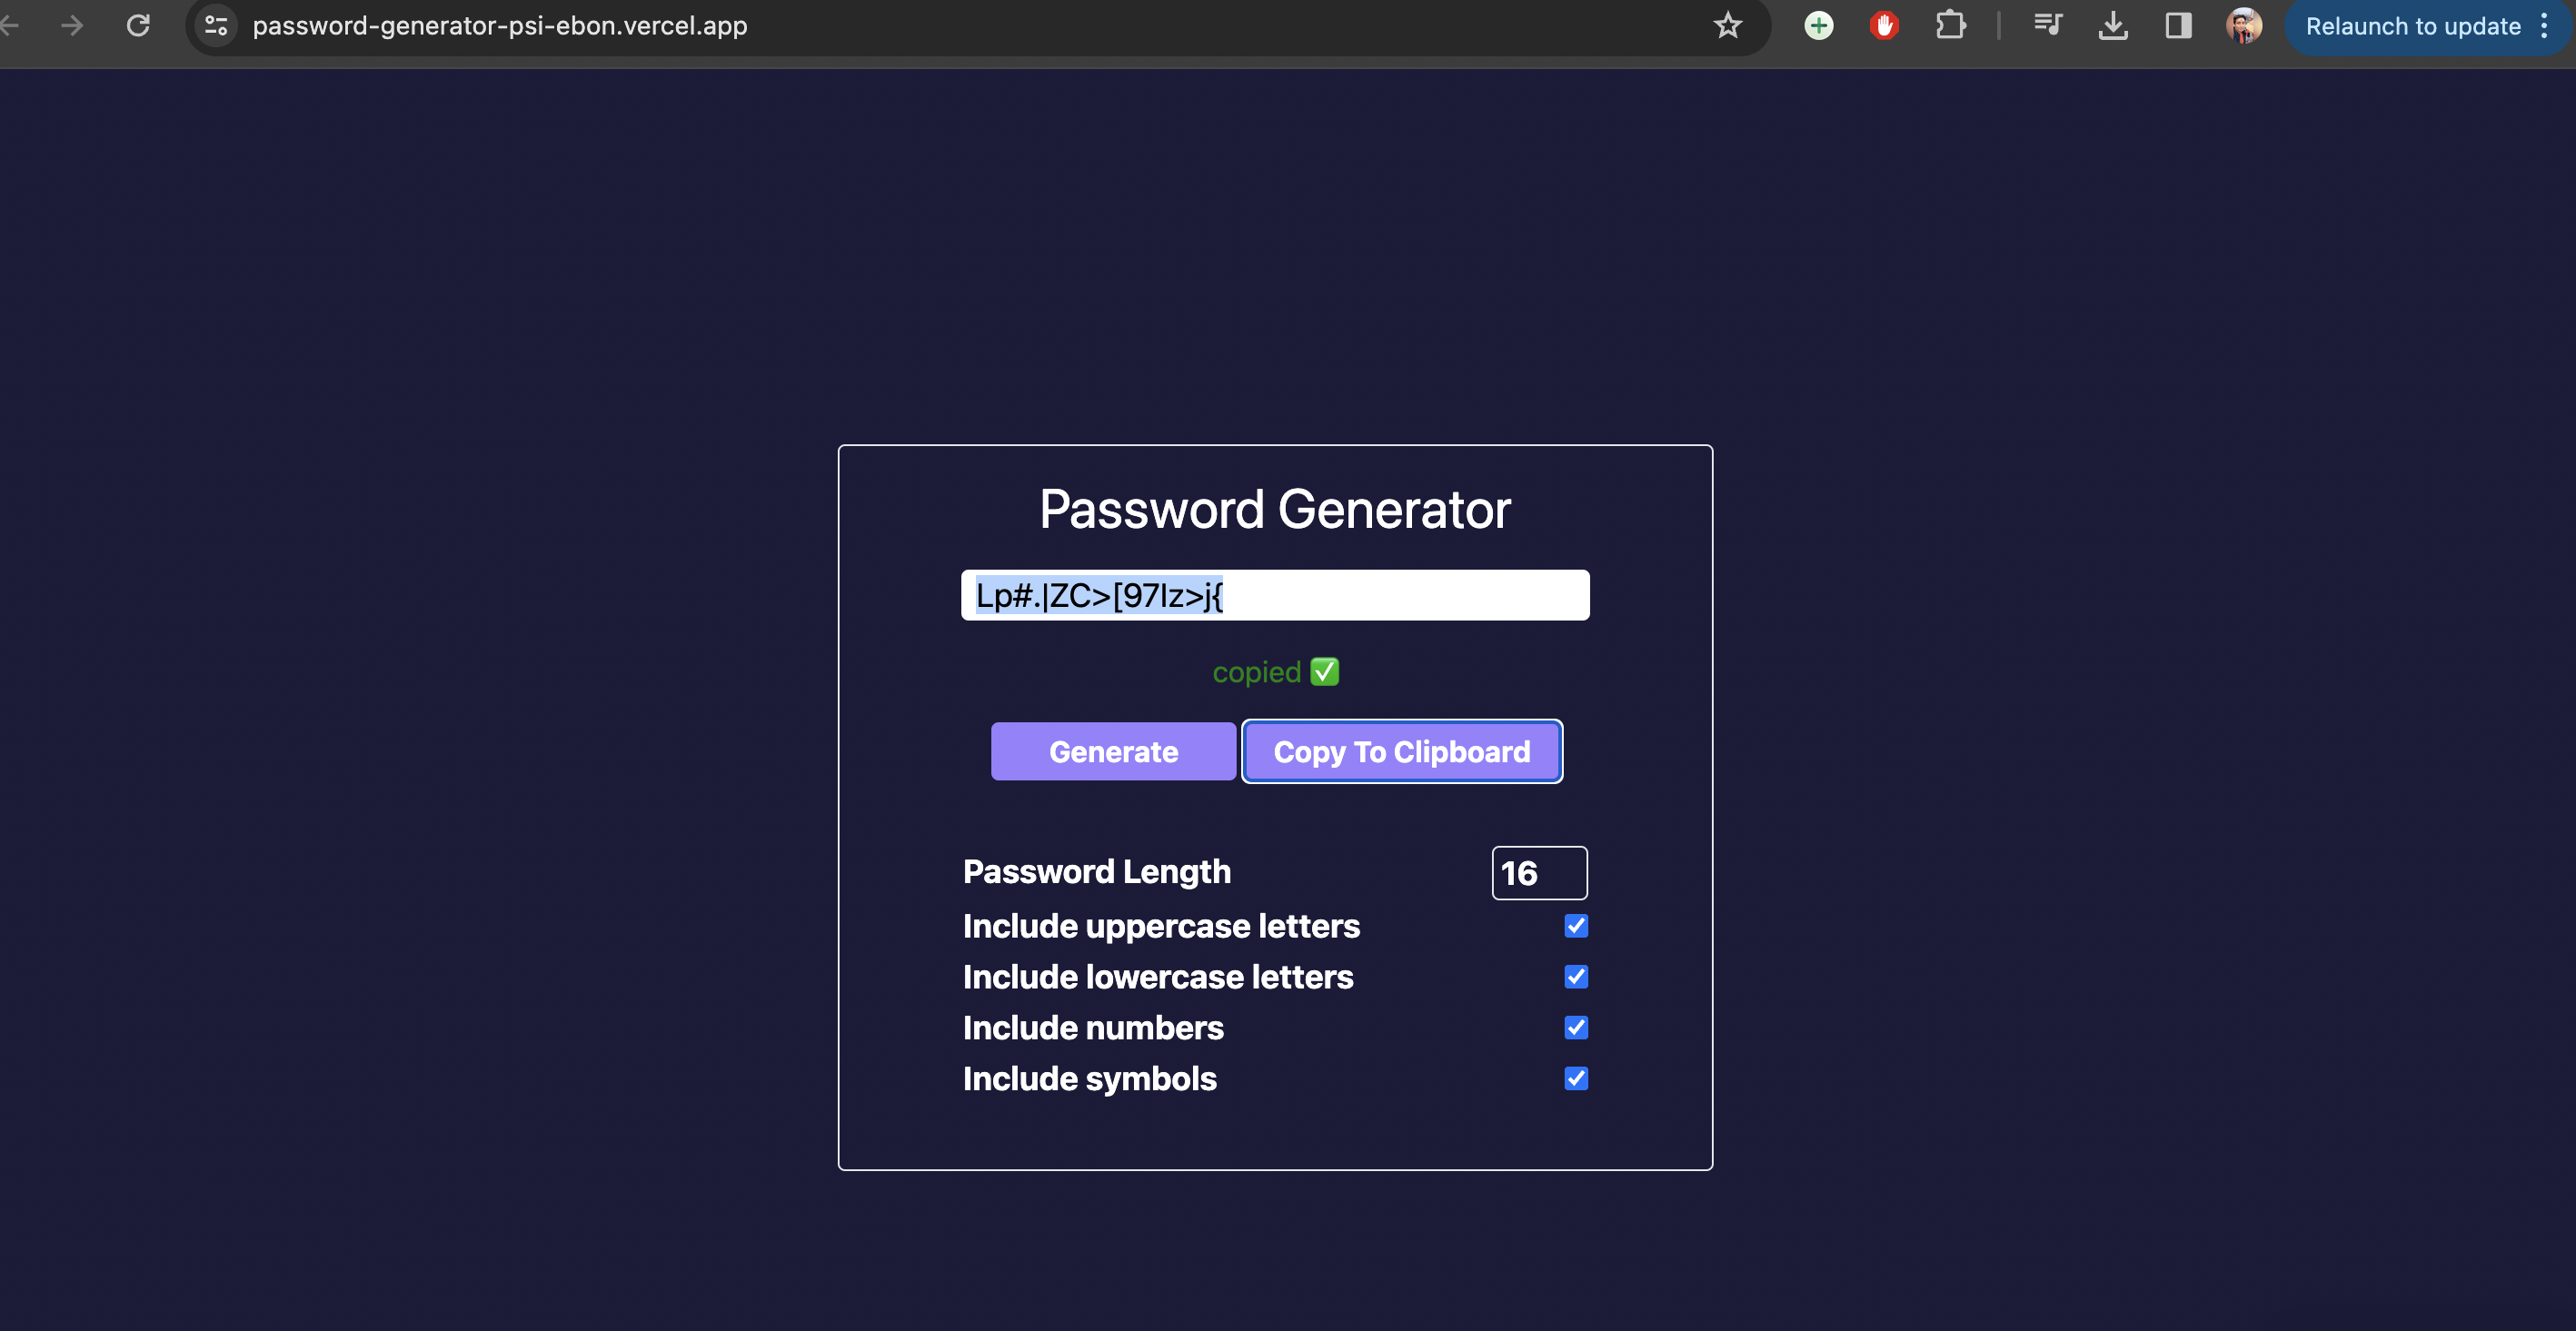 password-generator-psi-ebon.vercel.app
Relaunch to update
Password Generator
Lp#.|ZC>[97lz>j{
copied ✅
Generate
Copy To Clipboard
Password Length
16
Include uppercase letters
Include lowercase letters
Include numbers
Include symbols